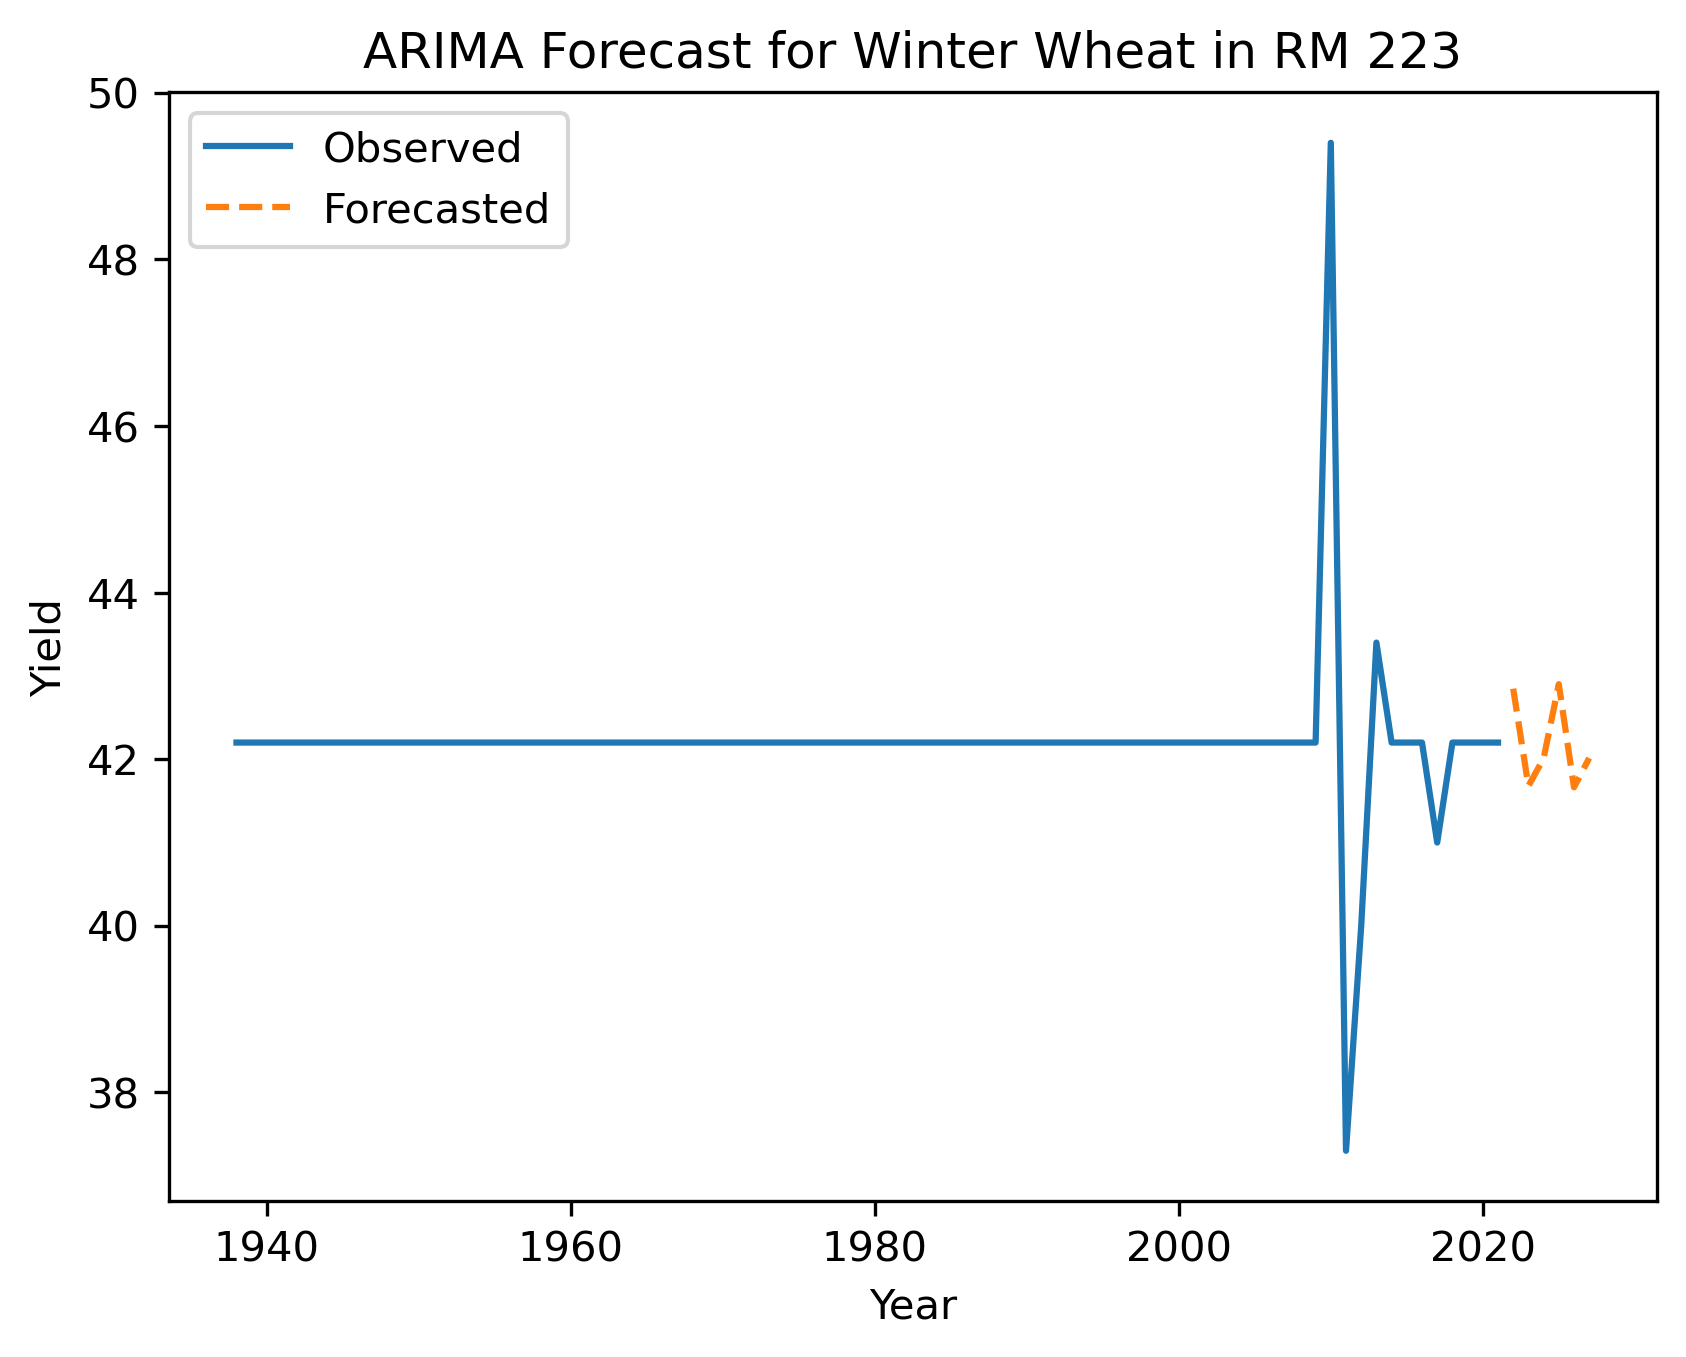 ARIMA Forecast for Winter Wheat in RM 223
Observed
Forecasted
50
48
46
44
42
40
38
Yield
1940 1960 1980 2000 2020
Year